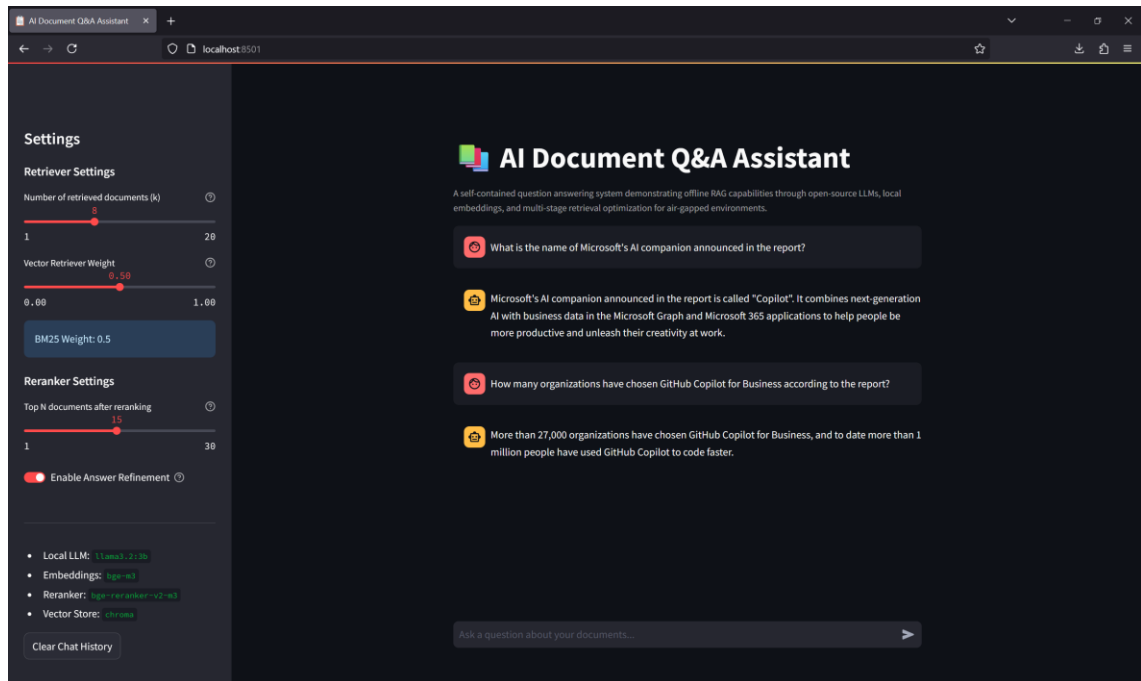 AI Document Q&A Assistant
localhost:8501
Settings
Retriever Settings
Number of retrieved documents (k)
8
1 20
Vector Retriever Weight
0.50
0.00 1.00
BM25 Weight: 0.5
Reranker Settings
Top N documents after reranking
15
1 30
Enable Answer Refinement
Local LLM: llama3.2:3b
Embeddings: bge-m3
Reranker: bge-reranker-v2-m3
Vector Store: chroma
Clear Chat History
AI Document Q&A Assistant
A self-contained question answering system demonstrating offline RAG capabilities through open-source LLMs, local
embeddings, and multi-stage retrieval optimization for air-gapped environments.
What is the name of Microsoft's AI companion announced in the report?
Microsoft's AI companion announced in the report is called "Copilot". It combines next-generation
AI with business data in the Microsoft Graph and Microsoft 365 applications to help people be
more productive and unleash their creativity at work.
How many organizations have chosen GitHub Copilot for Business according to the report?
More than 27,000 organizations have chosen GitHub Copilot for Business, and to date more than 1
million people have used GitHub Copilot to code faster.
Ask a question about your documents...